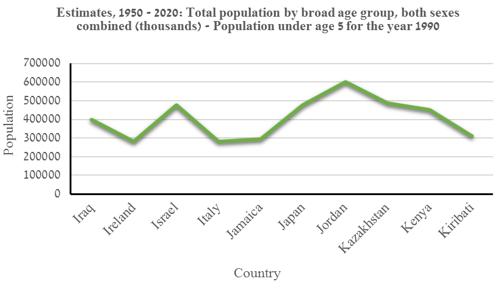 Estimates, 1950 - 2020: Total population by broad age group, both sexes
combined (thousands) - Population under age 5 for the year 1990
700000
600000
500000
400000
300000
200000
100000
0
Population
Iraq
Ireland
Israel
Italy
Jamaica
Japan
Jordan
Kazakhstan
Kenya
Kiribati
Country